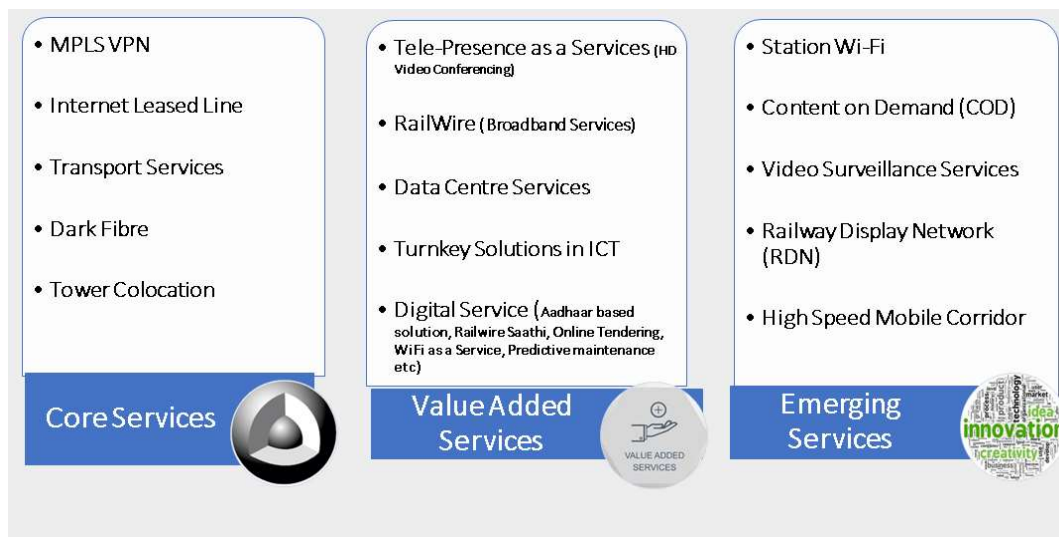 • MPLS VPN
• Internet Leased Line
• Transport Services
• Dark Fibre
• Tower Colocation
Core Services
• Tele-Presence as a Services (HD
Video Conferencing)
• RailWire (Broadband Services)
• Data Centre Services
• Turnkey Solutions in ICT
• Digital Service (Aadhaar based
solution, Railwire Saathi, Online Tendering,
WiFi as a Service, Predictive maintenance
etc)
Value Added
Services
VALUE ADDED
SERVICES
• Station Wi-Fi
• Content on Demand (COD)
• Video Surveillance Services
• Railway Display Network
(RDN)
• High Speed Mobile Corridor
Emerging
Services
process
product
technology
market
idea
innovation
creativity
business